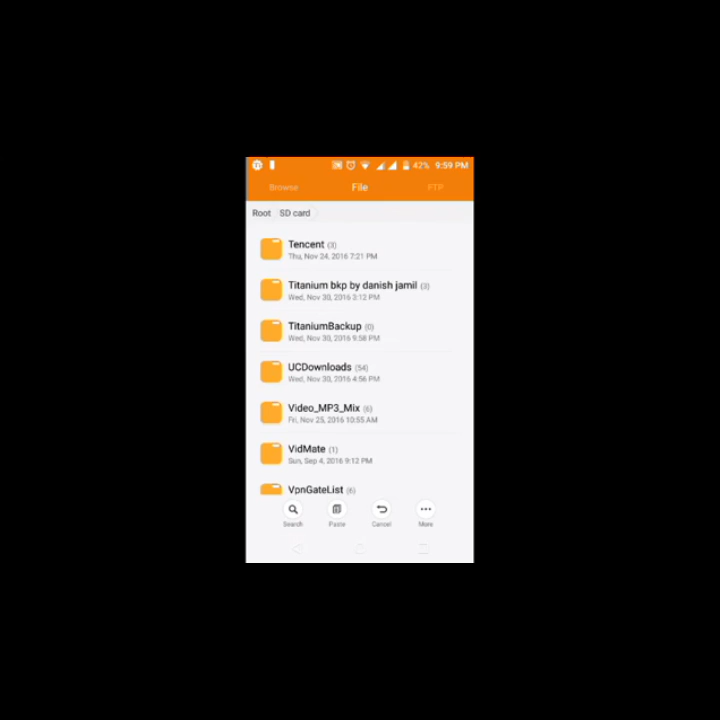 42% 9:59 PM
Browse File FTP
Root SD card
Tencent (3)
Thu, Nov 24, 2016 7:21 PM
Titanium bkp by danish jamil (3)
Wed, Nov 30, 2016 3:12 PM
TitaniumBackup (0)
Wed, Nov 30, 2016 9:58 PM
UCDownloads (54)
Wed, Nov 30, 2016 4:56 PM
Video_MP3_Mix (6)
Fri, Nov 25, 2016 10:55 AM
VidMate (1)
Sun, Sep 4, 2016 9:12 PM
VpnGateList (6)
Search Paste Cancel More